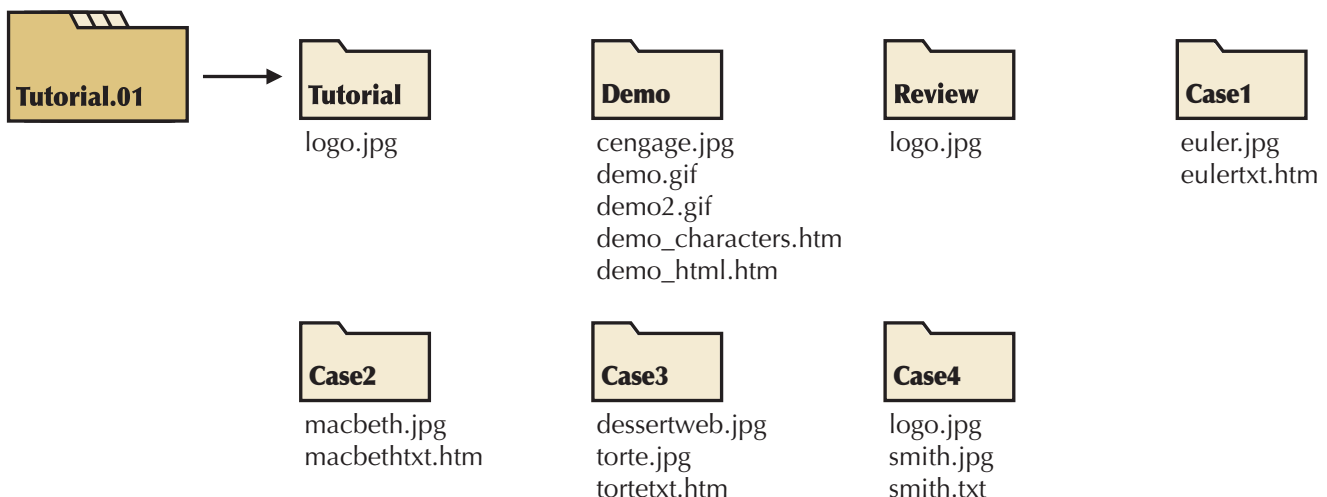 Tutorial.01
Tutorial
logo.jpg
Demo
cengage.jpg
demo.gif
demo2.gif
demo_characters.htm
demo_html.htm
Review
logo.jpg
Case1
euler.jpg
eulertxt.htm
Case2
macbeth.jpg
macbethtxt.htm
Case3
dessertweb.jpg
torte.jpg
tortetxt.htm
Case4
logo.jpg
smith.jpg
smith.txt